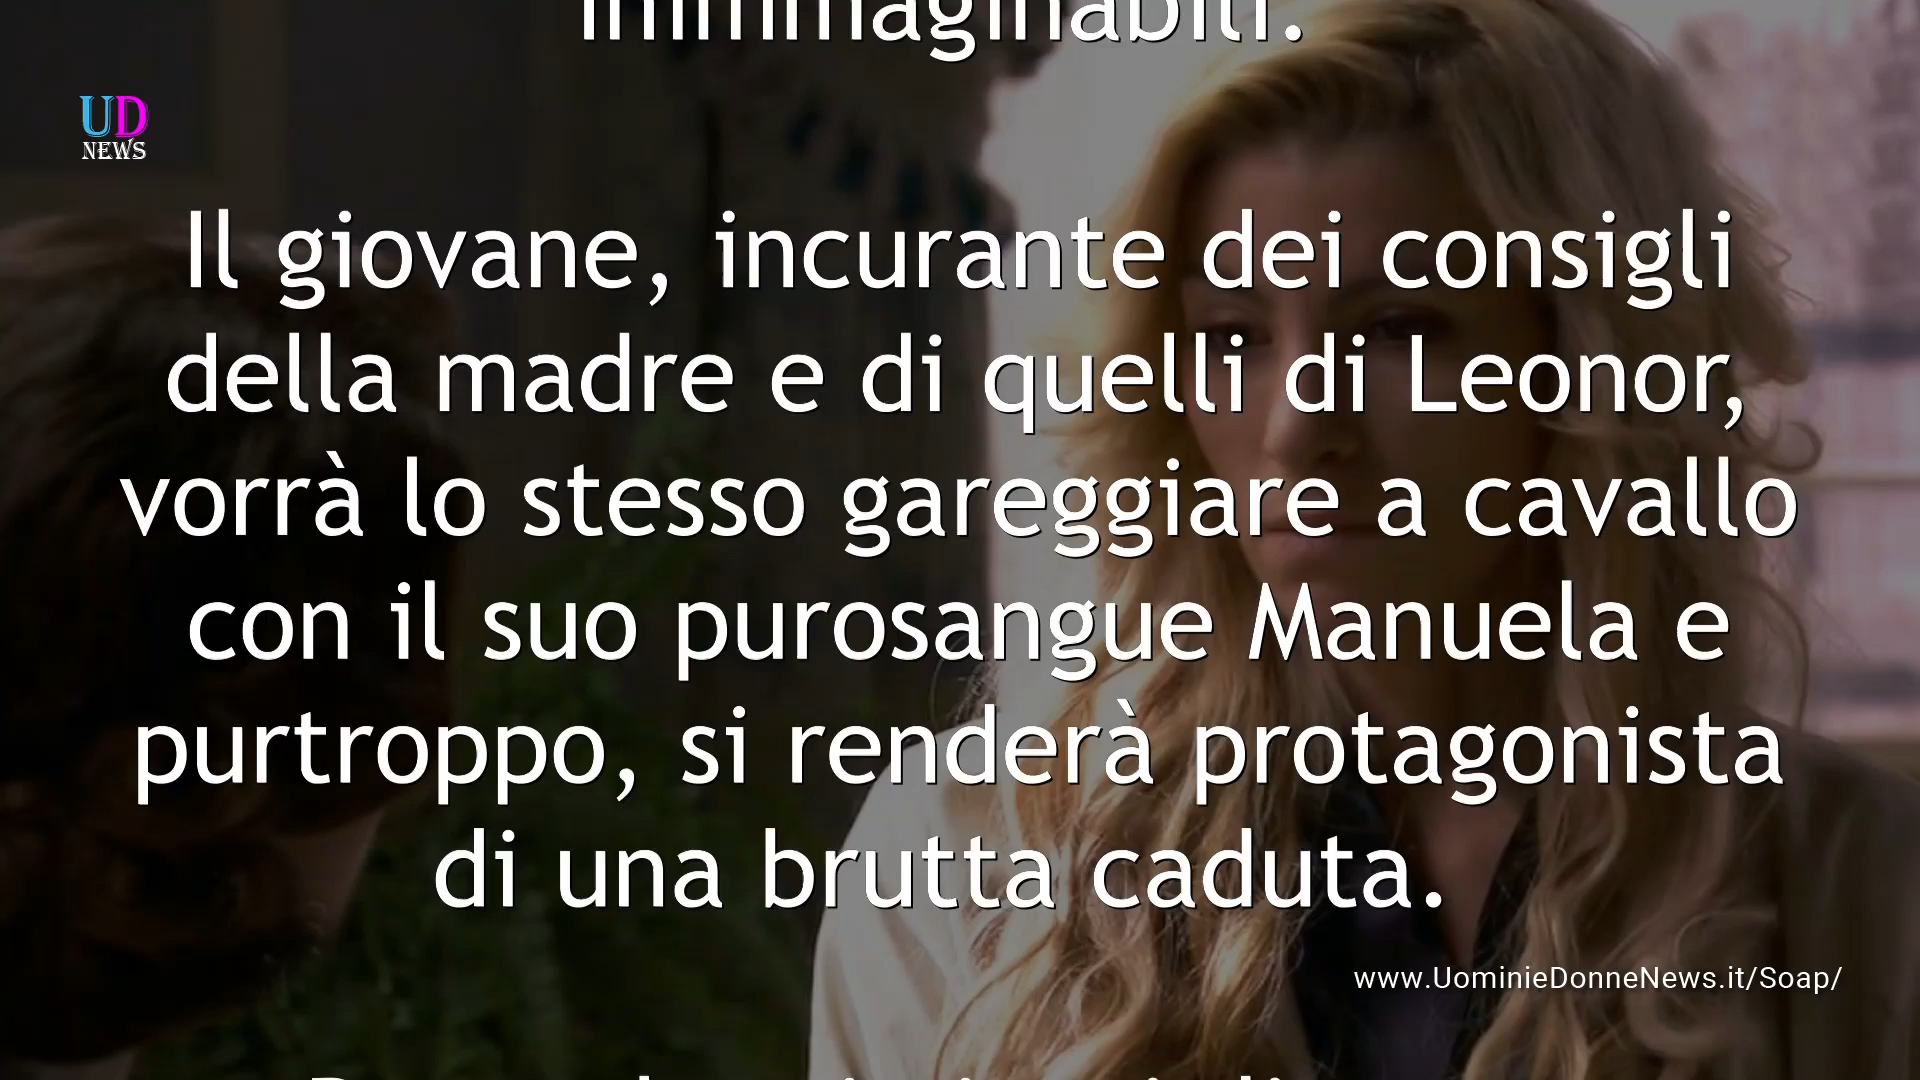 inimmaginabili.
UD
NEWS
Il giovane, incurante dei consigli
della madre e di quelli di Leonor,
vorrà lo stesso gareggiare a cavallo
con il suo purosangue Manuela e
purtroppo, si renderà protagonista
di una brutta caduta.
www.UominieDonneNews.it/Soap/